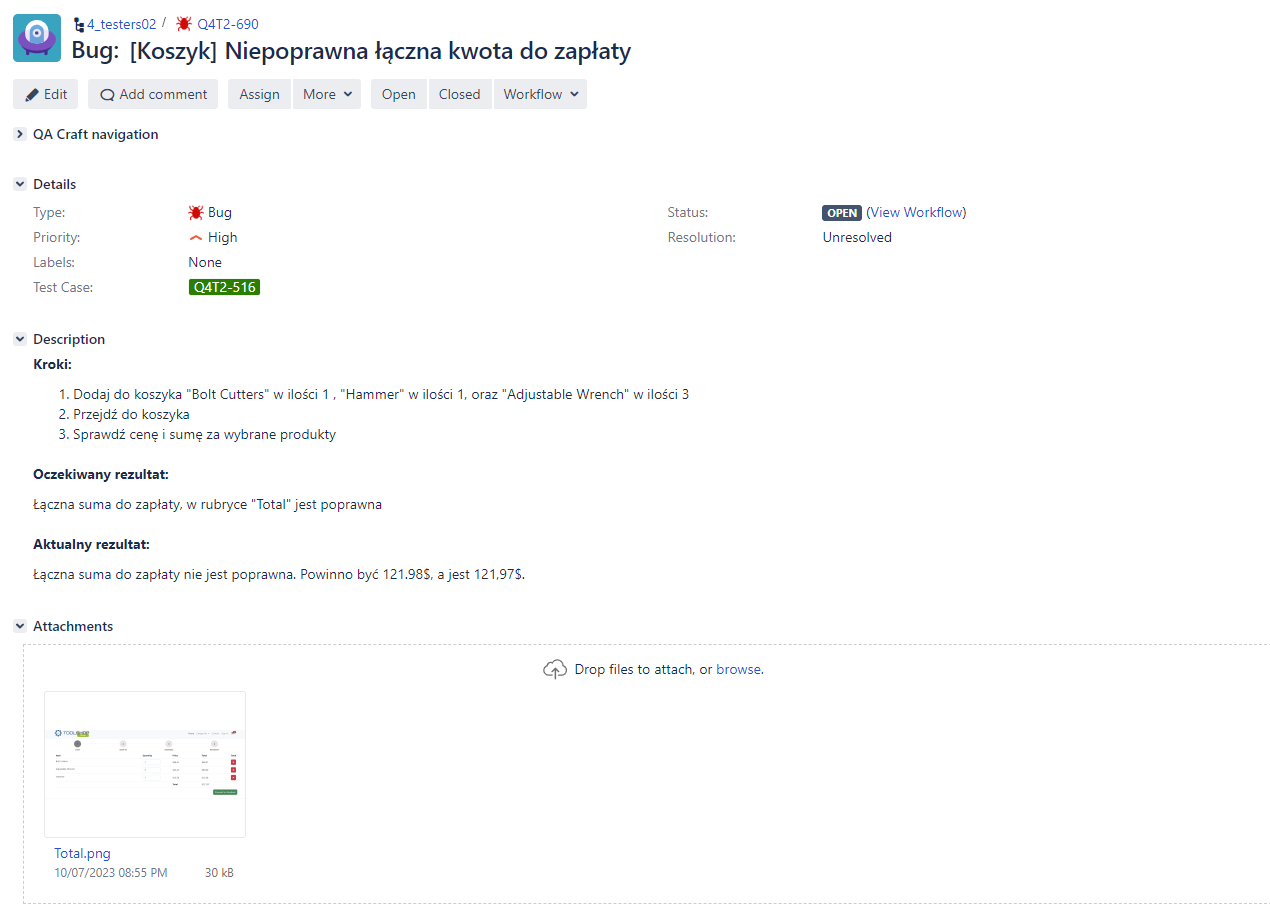 4_testers02 / Q4T2-690
Bug: [Koszyk] Niepoprawna łączna kwota do zapłaty
Edit Add comment Assign More Open Closed Workflow
QA Craft navigation
Details
Type: Bug
Status: OPEN (View Workflow)
Priority: High
Resolution: Unresolved
Labels: None
Test Case: Q4T2-516
Description
Kroki:
1. Dodaj do koszyka "Bolt Cutters" w ilości 1 , "Hammer" w ilości 1, oraz "Adjustable Wrench" w ilości 3
2. Przejdź do koszyka
3. Sprawdź cenę i sumę za wybrane produkty
Oczekiwany rezultat:
Łączna suma do zapłaty, w rubryce "Total" jest poprawna
Aktualny rezultat:
Łączna suma do zapłaty nie jest poprawna. Powinno być 121.98$, a jest 121,97$.
Attachments
Drop files to attach, or browse.
Total.png
10/07/2023 08:55 PM 30 kB